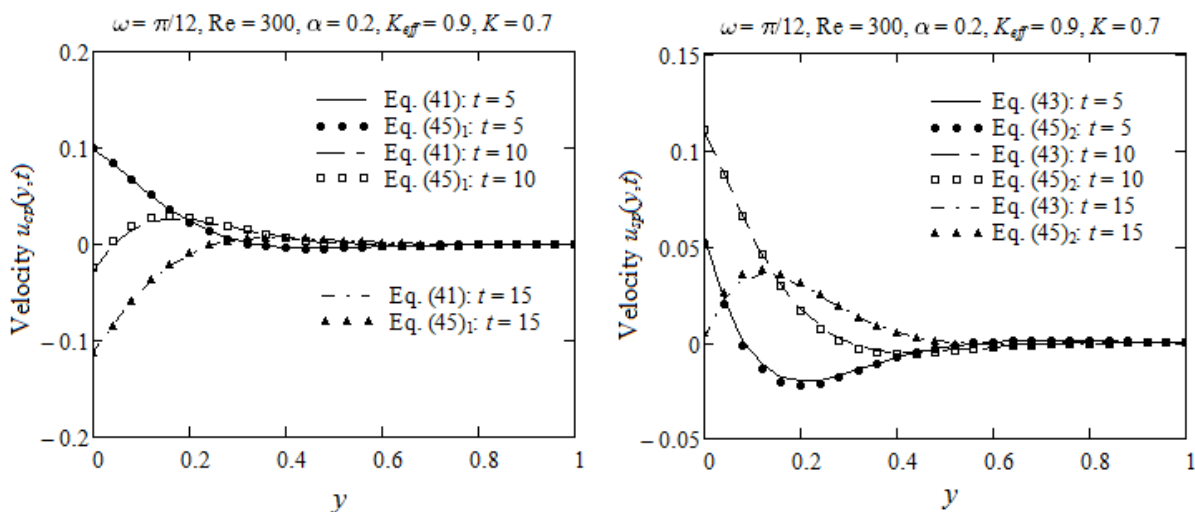 ω = π/12, Re = 300, α = 0.2, K_eff = 0.9, K = 0.7
0.2
0.1
0
−0.1
−0.2
Velocity u_cp(y,t)
Eq. (41): t = 5
Eq. (45)₁: t = 5
Eq. (41): t = 10
Eq. (45)₁: t = 10
Eq. (41): t = 15
Eq. (45)₁: t = 15
0 0.2 0.4 0.6 0.8 1
y
ω = π/12, Re = 300, α = 0.2, K_eff = 0.9, K = 0.7
0.15
0.1
0.05
0
−0.05
Velocity u_sp(y,t)
Eq. (43): t = 5
Eq. (45)₂: t = 5
Eq. (43): t = 10
Eq. (45)₂: t = 10
Eq. (43): t = 15
Eq. (45)₂: t = 15
0 0.2 0.4 0.6 0.8 1
y